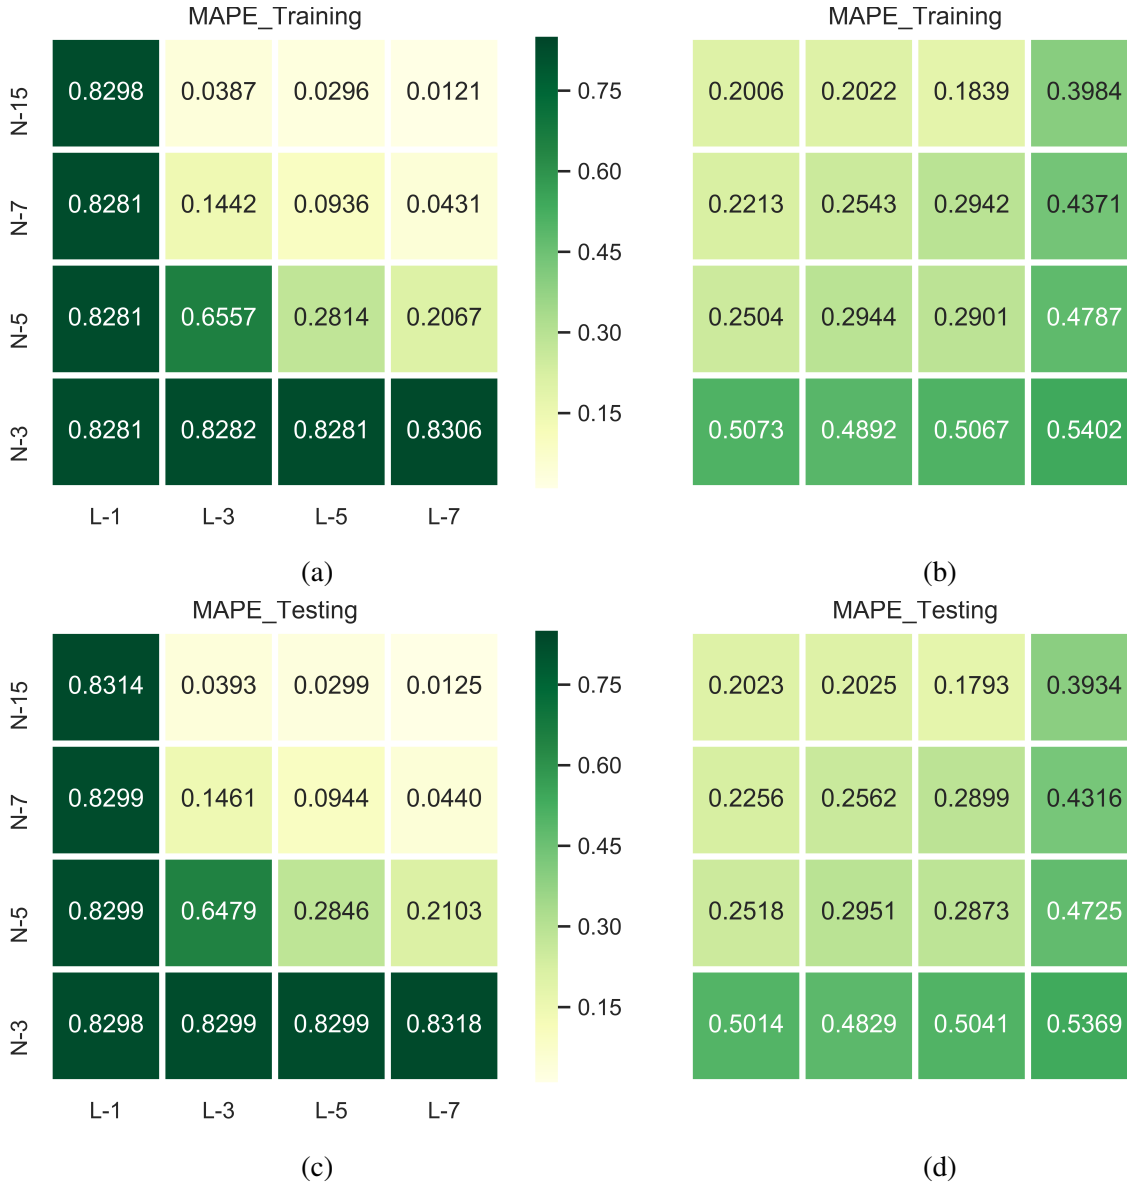 MAPE_Training
N-15 0.8298 0.0387 0.0296 0.0121
N-7 0.8281 0.1442 0.0936 0.0431
N-5 0.8281 0.6557 0.2814 0.2067
N-3 0.8281 0.8282 0.8281 0.8306
L-1 L-3 L-5 L-7
0.75
0.60
0.45
0.30
0.15
(a)
MAPE_Training
0.2006 0.2022 0.1839 0.3984
0.2213 0.2543 0.2942 0.4371
0.2504 0.2944 0.2901 0.4787
0.5073 0.4892 0.5067 0.5402
(b)
MAPE_Testing
N-15 0.8314 0.0393 0.0299 0.0125
N-7 0.8299 0.1461 0.0944 0.0440
N-5 0.8299 0.6479 0.2846 0.2103
N-3 0.8298 0.8299 0.8299 0.8318
L-1 L-3 L-5 L-7
0.75
0.60
0.45
0.30
0.15
(c)
MAPE_Testing
0.2023 0.2025 0.1793 0.3934
0.2256 0.2562 0.2899 0.4316
0.2518 0.2951 0.2873 0.4725
0.5014 0.4829 0.5041 0.5369
(d)